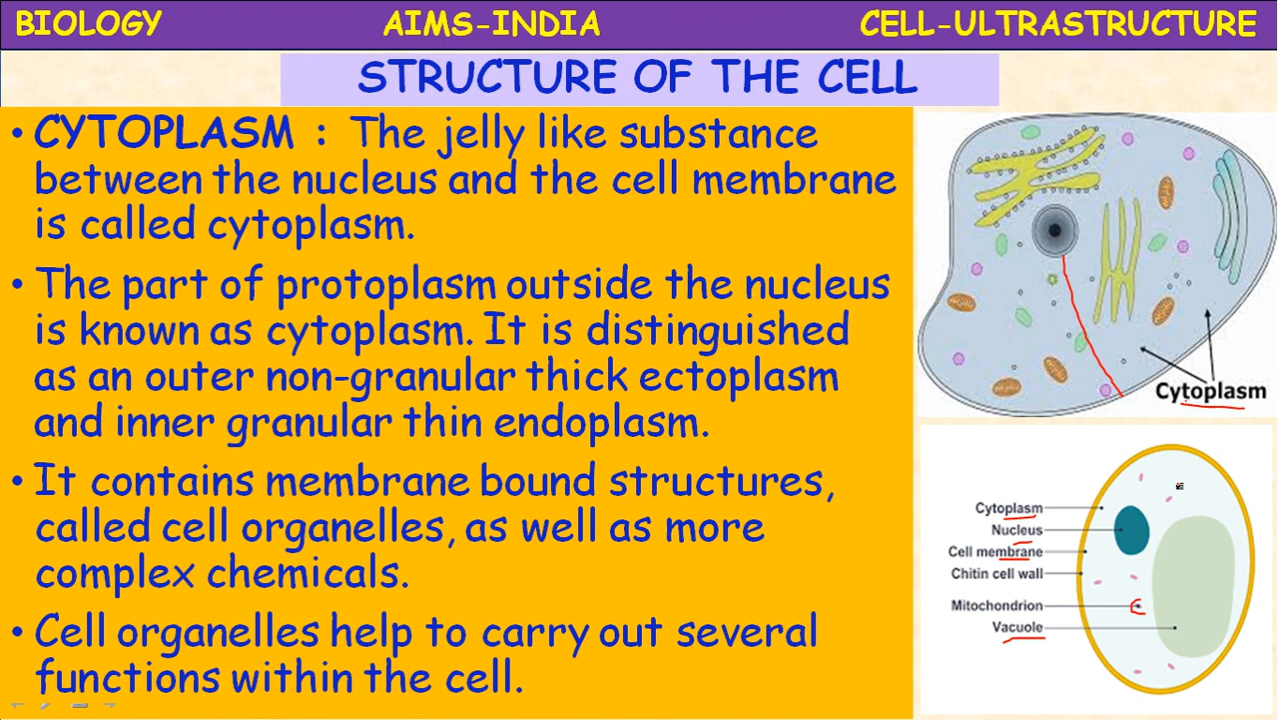 BIOLOGY AIMS-INDIA CELL-ULTRASTRUCTURE
STRUCTURE OF THE CELL
• CYTOPLASM : The jelly like substance
between the nucleus and the cell membrane
is called cytoplasm.
• The part of protoplasm outside the nucleus
is known as cytoplasm. It is distinguished
as an outer non-granular thick ectoplasm
and inner granular thin endoplasm.
• It contains membrane bound structures,
called cell organelles, as well as more
complex chemicals.
• Cell organelles help to carry out several
functions within the cell.
Cytoplasm
Cytoplasm
Nucleus
Cell membrane
Chitin cell wall
Mitochondrion
Vacuole